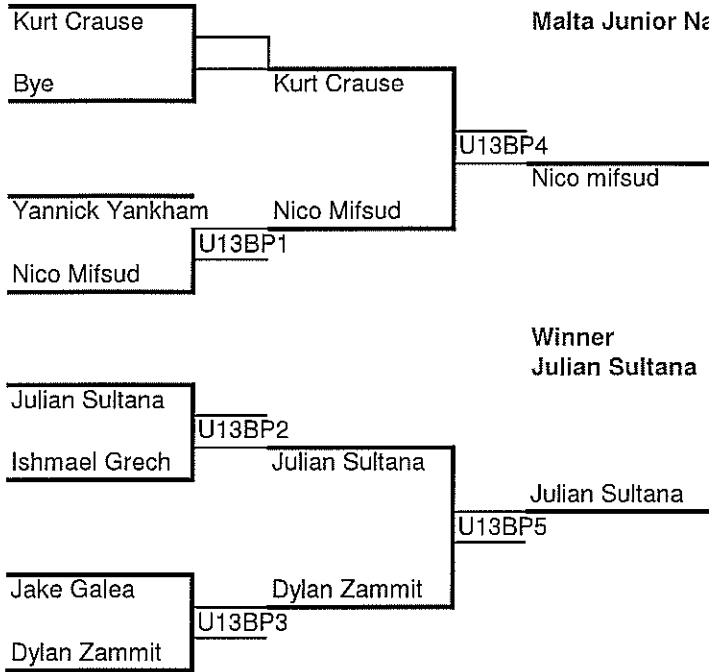 Kurt Crause
Malta Junior Na
Bye
Kurt Crause
U13BP4
Nico mifsud
Yannick Yankham
Nico Mifsud
U13BP1
Nico Mifsud
Winner
Julian Sultana
Julian Sultana
U13BP2
Ishmael Grech
Julian Sultana
Julian Sultana
U13BP5
Jake Galea
Dylan Zammit
U13BP3
Dylan Zammit